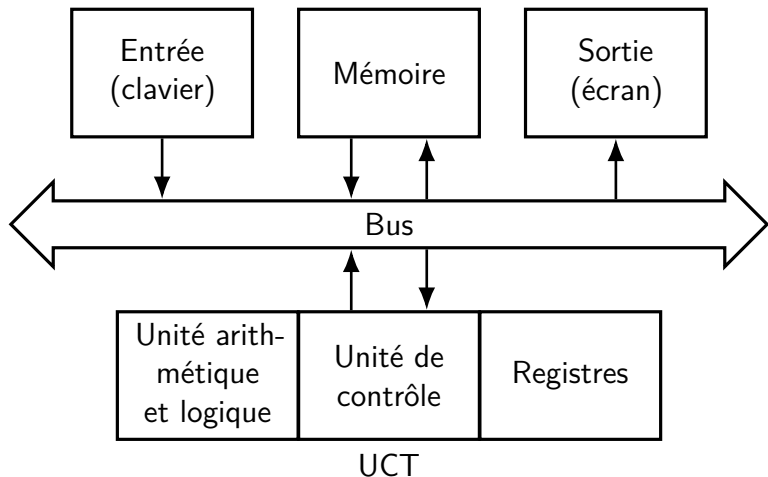 Entrée
(clavier)
Mémoire
Sortie
(écran)
Bus
Unité arith-
métique
et logique
Unité de
contrôle
Registres
UCT